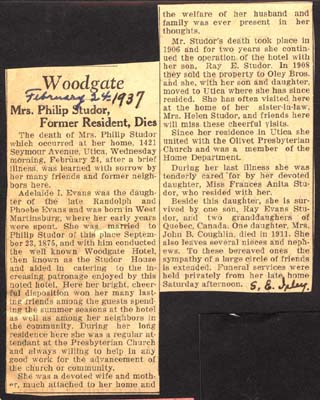 Woodgate
February 24, 1937
Mrs. Philip Studor,
Former Resident, Dies
The death of Mrs. Philip Studor
which occurred at her home, 1421
Seymour Avenue, Utica, Wednesday
morning, February 24, after a brief
illness, was learned with sorrow by
her many friends and former neigh-
bors here.
Adelaide I. Evans was the daugh-
ter of the late Randolph and
Phoebe Evans and was born in West
Martinsburg, where her early years
were spent. She was married to
Philip Studor of this place Septem-
ber 23, 1875, and with him conducted
the well known Woodgate Hotel,
then known as the Studor House
and aided in catering to the in-
creasing patronage enjoyed by this
noted hotel. Here her bright, cheer-
ful disposition won her many last-
ing friends among the guests spend-
ing the summer seasons at the hotel
as well as among her neighbors in
the community. During her long
residence here she was a regular at-
tendant at the Presbyterian Church
and always willing to help in any
good work for the advancement of
the church or community.
She was a devoted wife and moth-
er, much attached to her home and
the welfare of her husband and
family was ever present in her
thoughts.
Mr. Studor's death took place in
1906 and for two years she contin-
ued the operation of the hotel with
her son, Ray E. Studor. In 1908
they sold the property to Oley Bros.
and she, with her son and daughter,
moved to Utica where she has since
resided. She has often visited here
at the home of her sister-in-law,
Mrs. Helen Studor, and friends here
will miss these cheerful visits.
Since her residence in Utica she
united with the Olivet Presbyterian
Church and was a member of the
Home Department.
During her last illness she was
tenderly cared for by her devoted
daughter, Miss Frances Anita Stu-
dor, who resided with her.
Beside this daughter, she is sur-
vived by one son, Ray Evans Stu-
dor, and two granddaughers of
Quebec, Canada. One daughter, Mrs.
John B. Coughlin, died in 1931. She
also leaves several nieces and neph-
ews. To these bereaved ones the
sympathy of a large circle of friends
is extended. Funeral services were
held privately from her late home
Saturday afternoon. S. E.